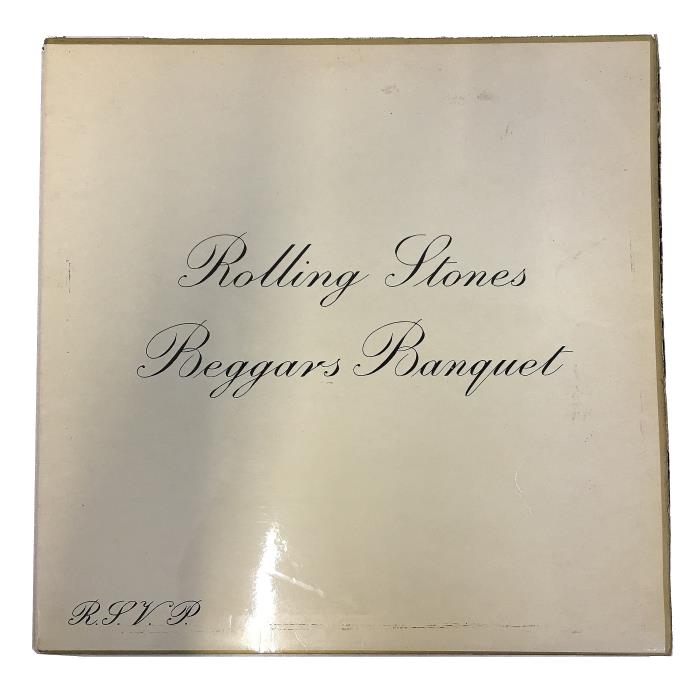 Rolling Stones
Beggars Banquet
R.S.V.P.